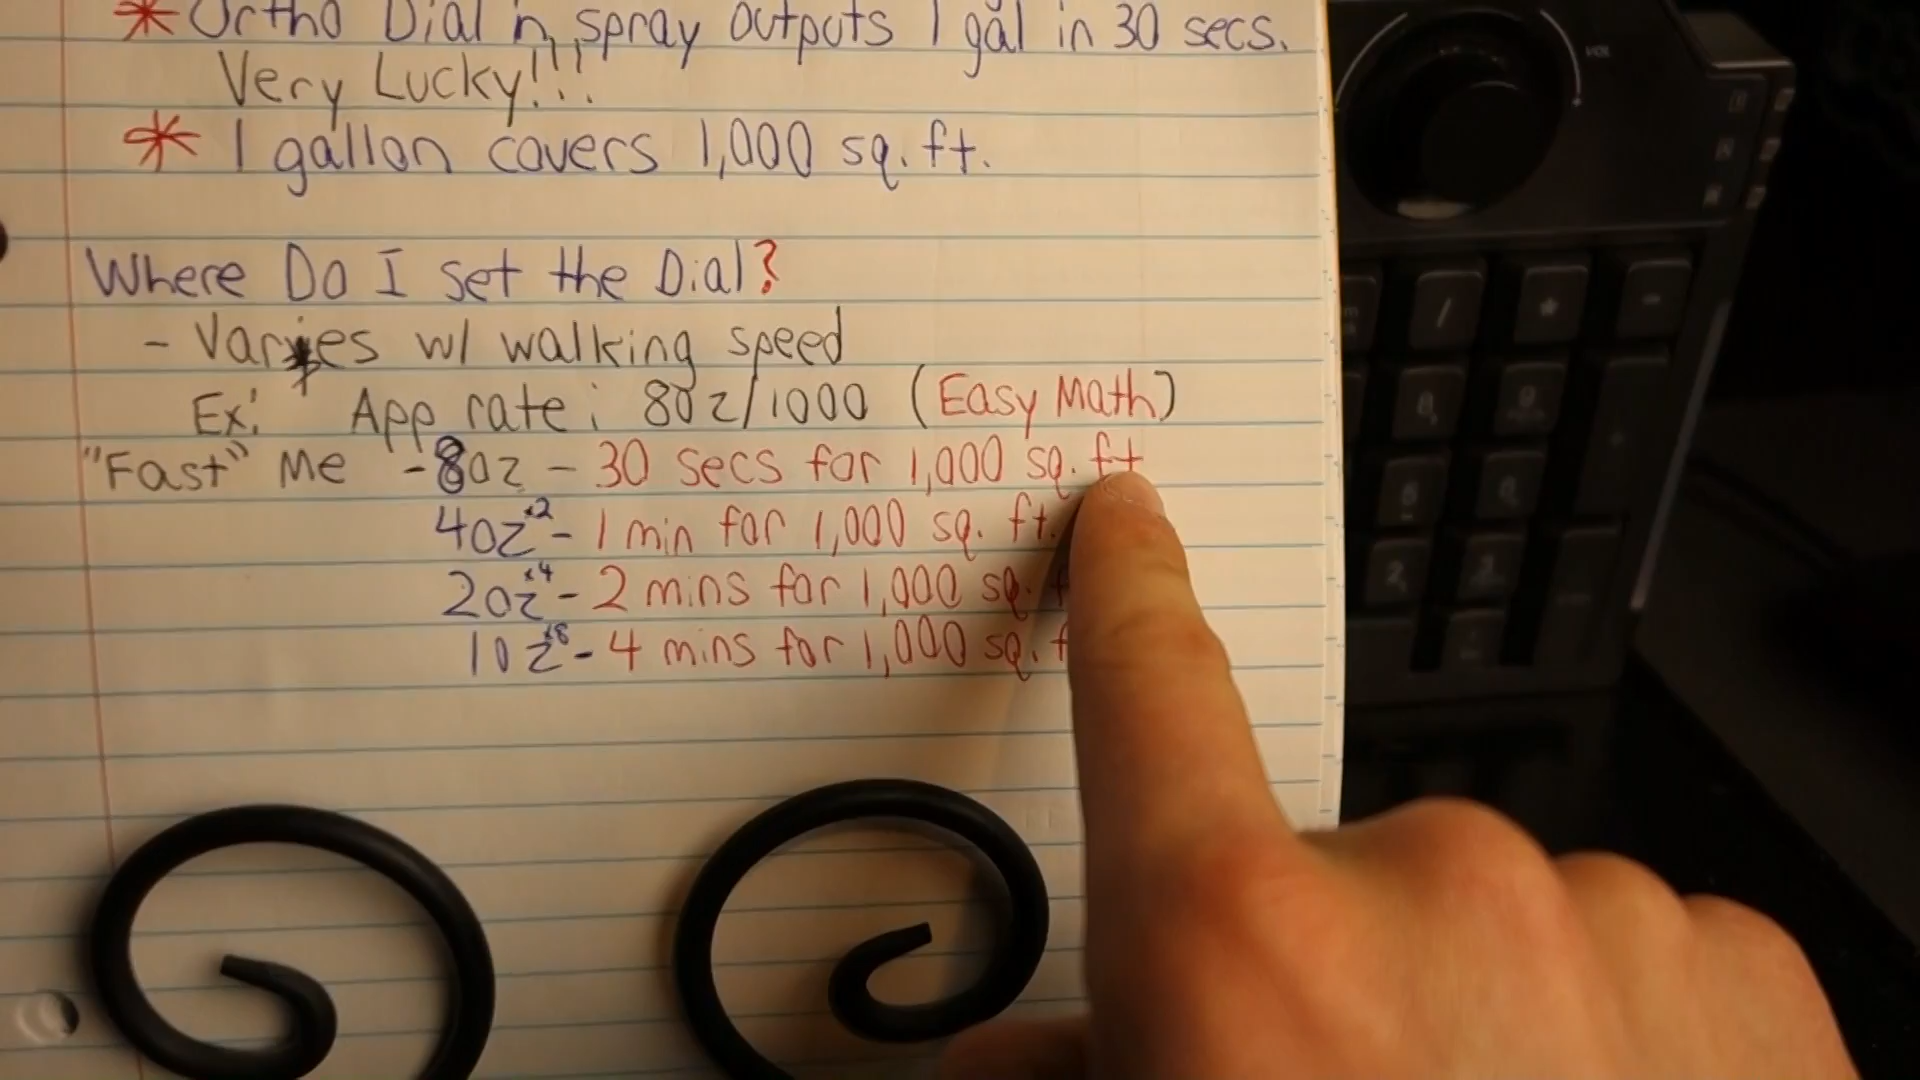 * Ortho Dial n spray outputs 1 gal in 30 secs.
Very Lucky!!!
* 1 gallon covers 1,000 sq. ft.
Where Do I set the Dial?
- Varies w/ walking speed
Ex: App rate: 8oz/1000 (Easy Math)
"Fast" Me - 8oz - 30 secs for 1,000 sq. ft
4oz x2 - 1 min for 1,000 sq. ft.
2oz x4 - 2 mins for 1,000 sq.
1oz x8 - 4 mins for 1,000 sq.